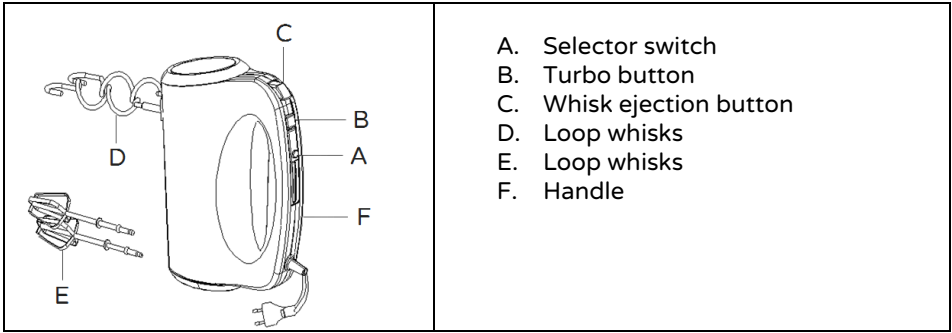 C
B
A
D
F
E
A. Selector switch
B. Turbo button
C. Whisk ejection button
D. Loop whisks
E. Loop whisks
F. Handle